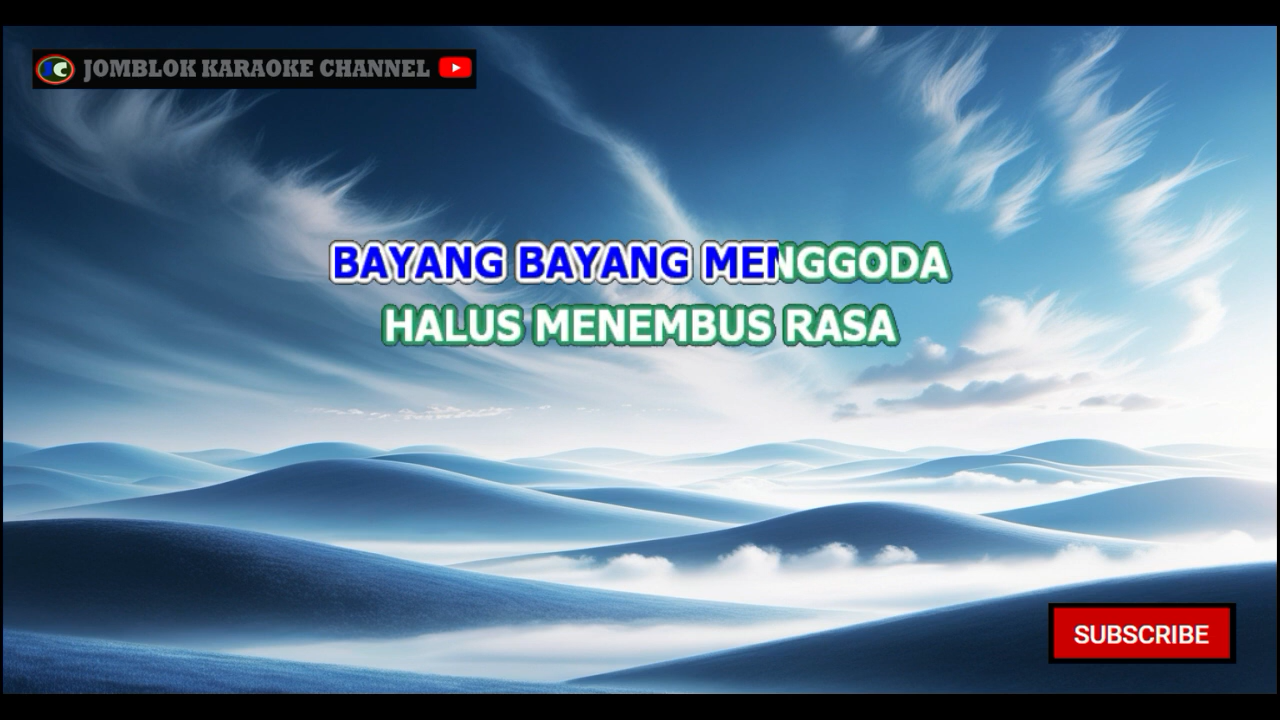 JOMBLOK KARAOKE CHANNEL
BAYANG BAYANG MENGGODA
HALUS MENEMBUS RASA
SUBSCRIBE